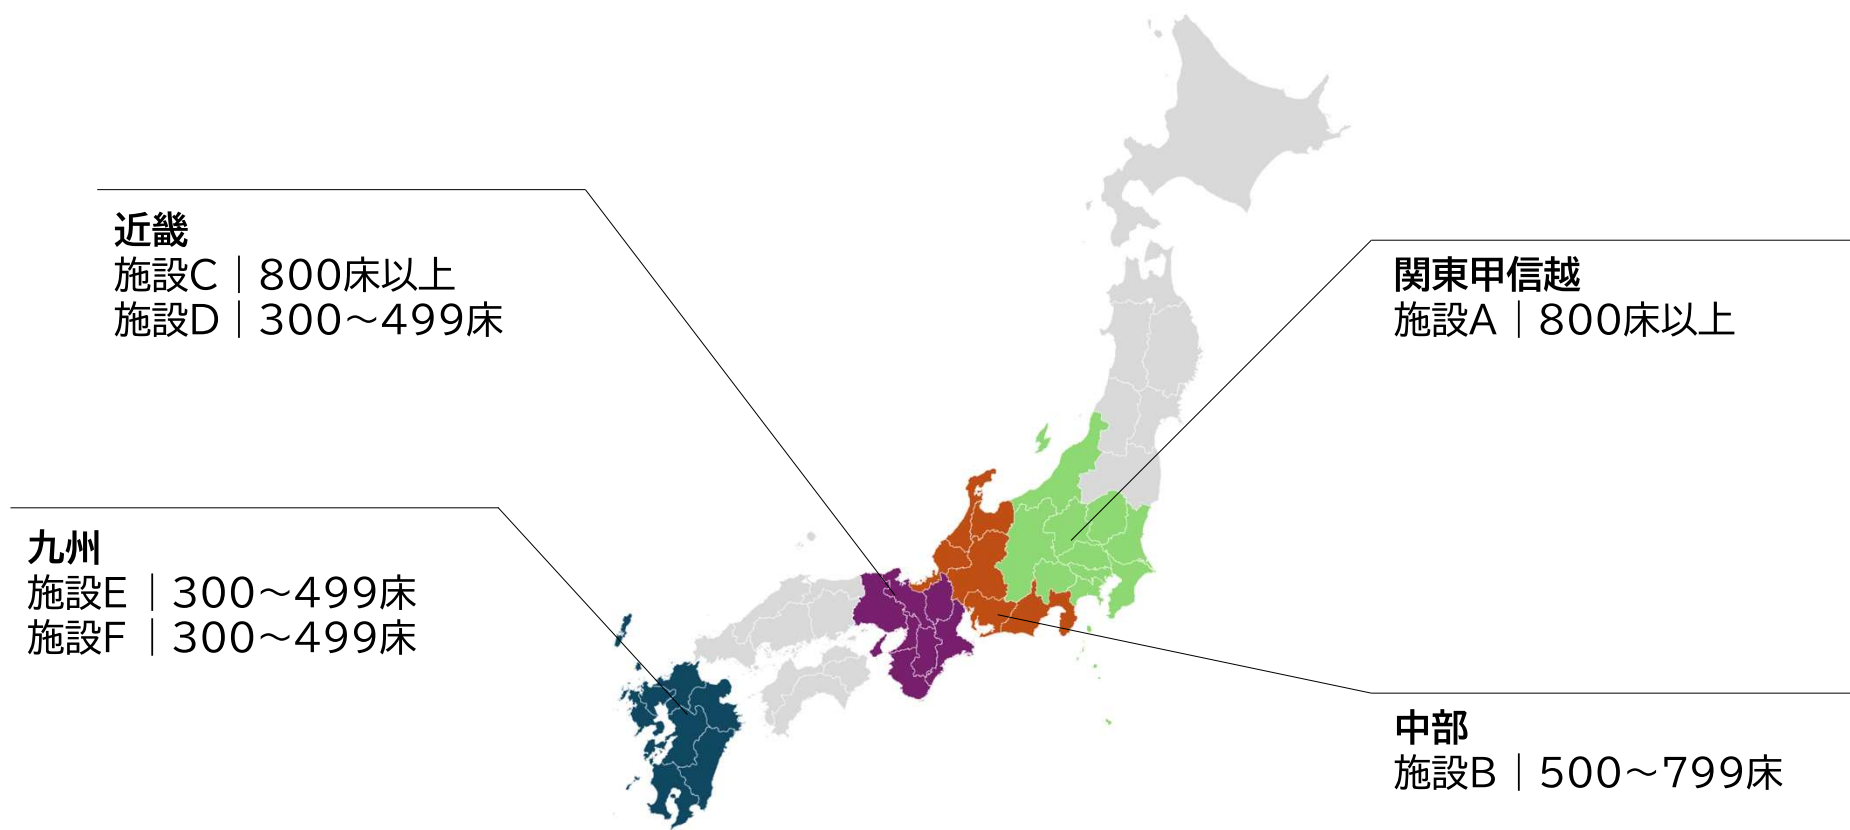 近畿
施設C｜800床以上
施設D｜300～499床
関東甲信越
施設A｜800床以上
九州
施設E｜300～499床
施設F｜300～499床
中部
施設B｜500～799床